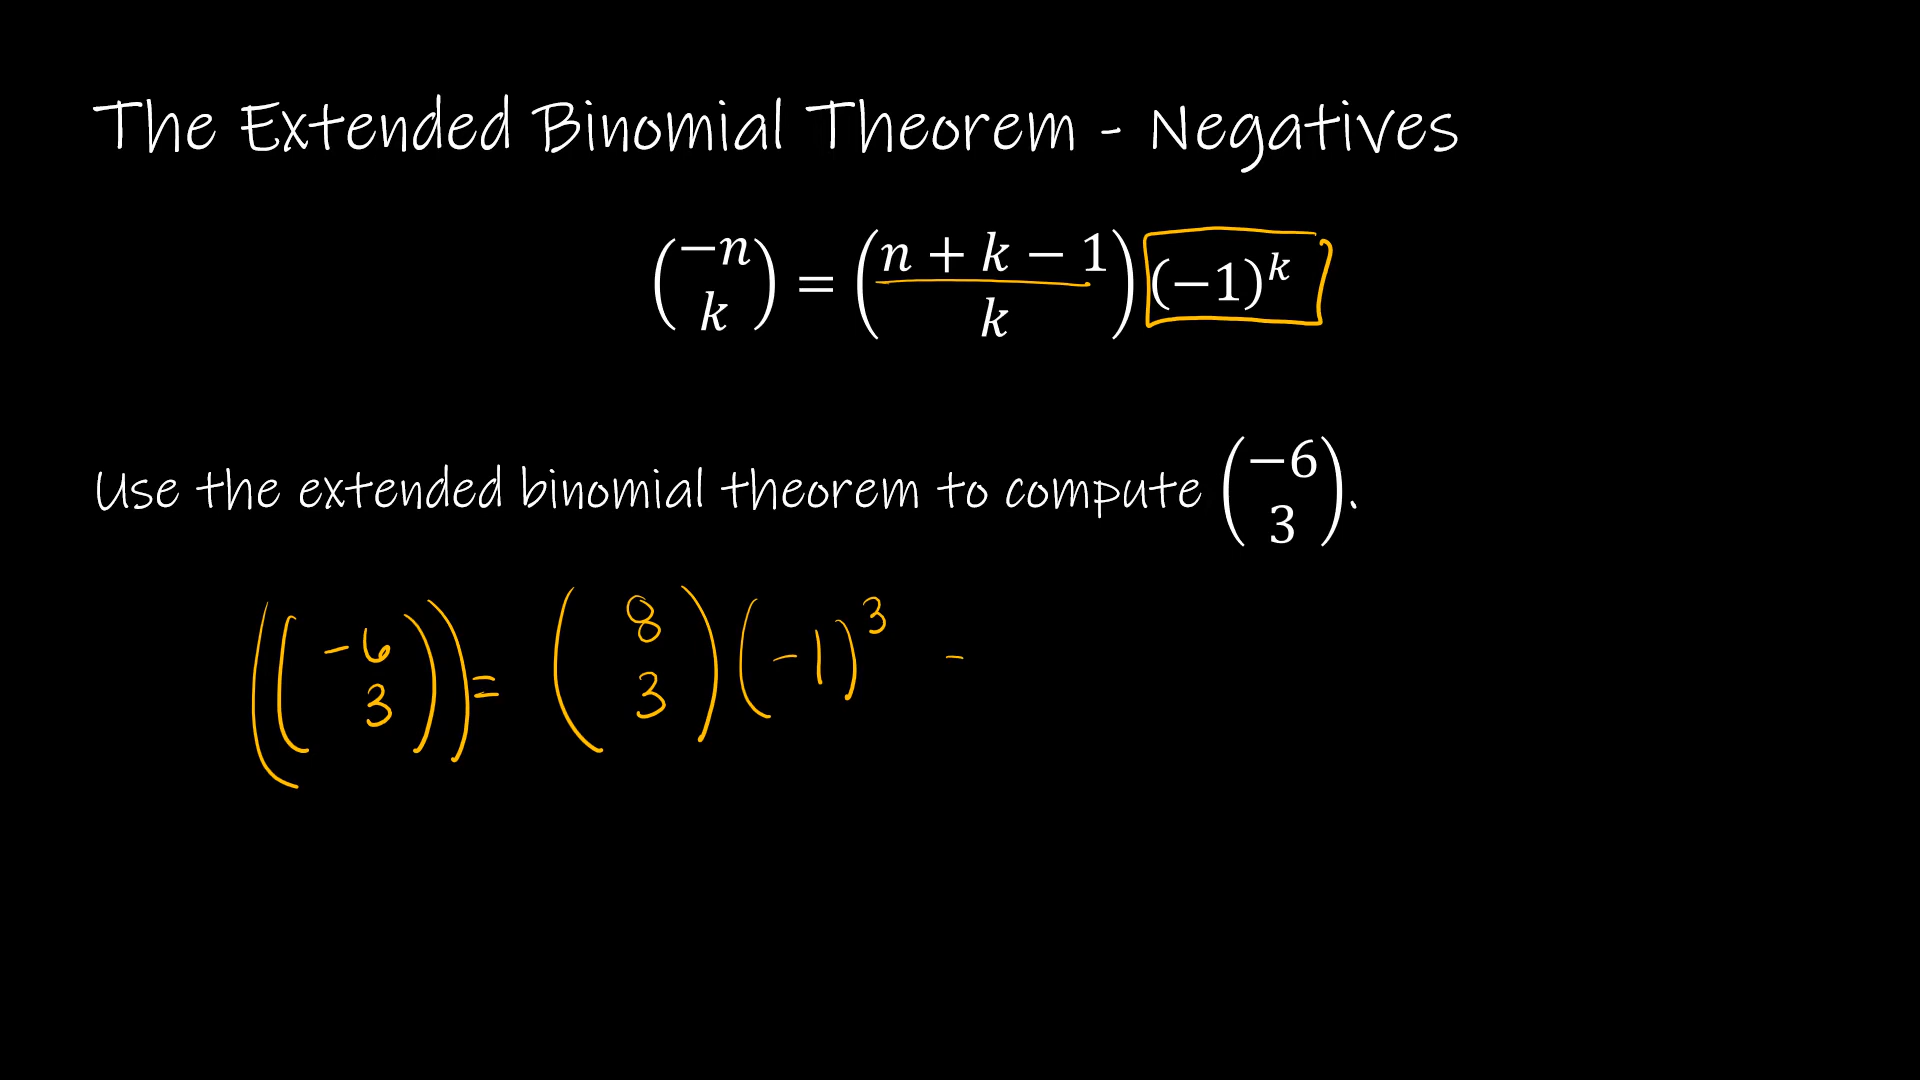 The Extended Binomial Theorem - Negatives
(−n k) = (n + k − 1 k) (−1)^k
Use the extended binomial theorem to compute (−6 3).
((−6 3)) = (8 3) (−1)^3 -